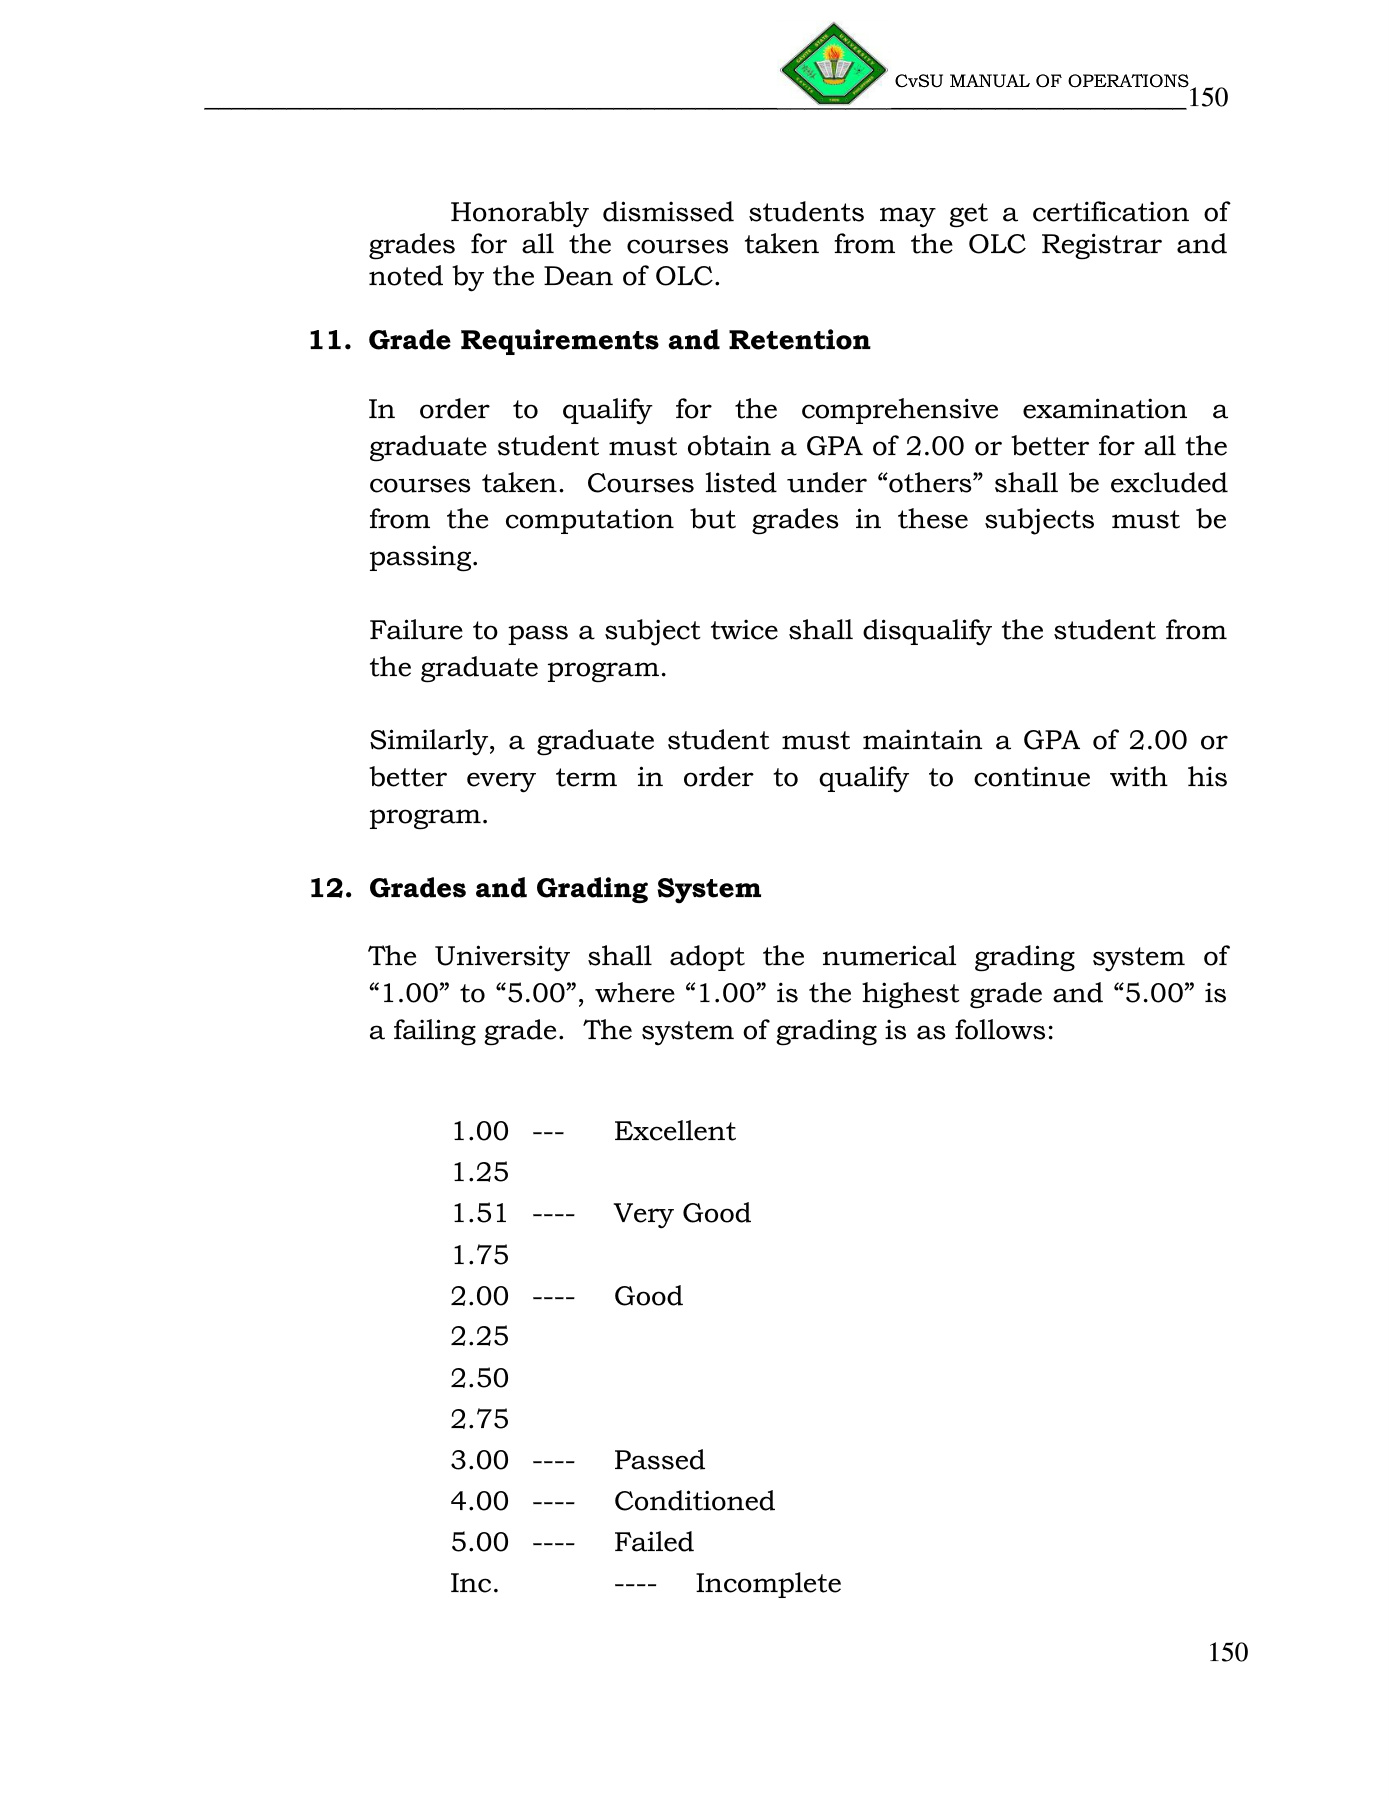 CvSU MANUAL OF OPERATIONS 150
Honorably dismissed students may get a certification of
grades for all the courses taken from the OLC Registrar and
noted by the Dean of OLC.
11. Grade Requirements and Retention
In order to qualify for the comprehensive examination a
graduate student must obtain a GPA of 2.00 or better for all the
courses taken. Courses listed under “others” shall be excluded
from the computation but grades in these subjects must be
passing.
Failure to pass a subject twice shall disqualify the student from
the graduate program.
Similarly, a graduate student must maintain a GPA of 2.00 or
better every term in order to qualify to continue with his
program.
12. Grades and Grading System
The University shall adopt the numerical grading system of
“1.00” to “5.00”, where “1.00” is the highest grade and “5.00” is
a failing grade. The system of grading is as follows:
1.00 --- Excellent
1.25
1.51 ---- Very Good
1.75
2.00 ---- Good
2.25
2.50
2.75
3.00 ---- Passed
4.00 ---- Conditioned
5.00 ---- Failed
Inc. ---- Incomplete
150